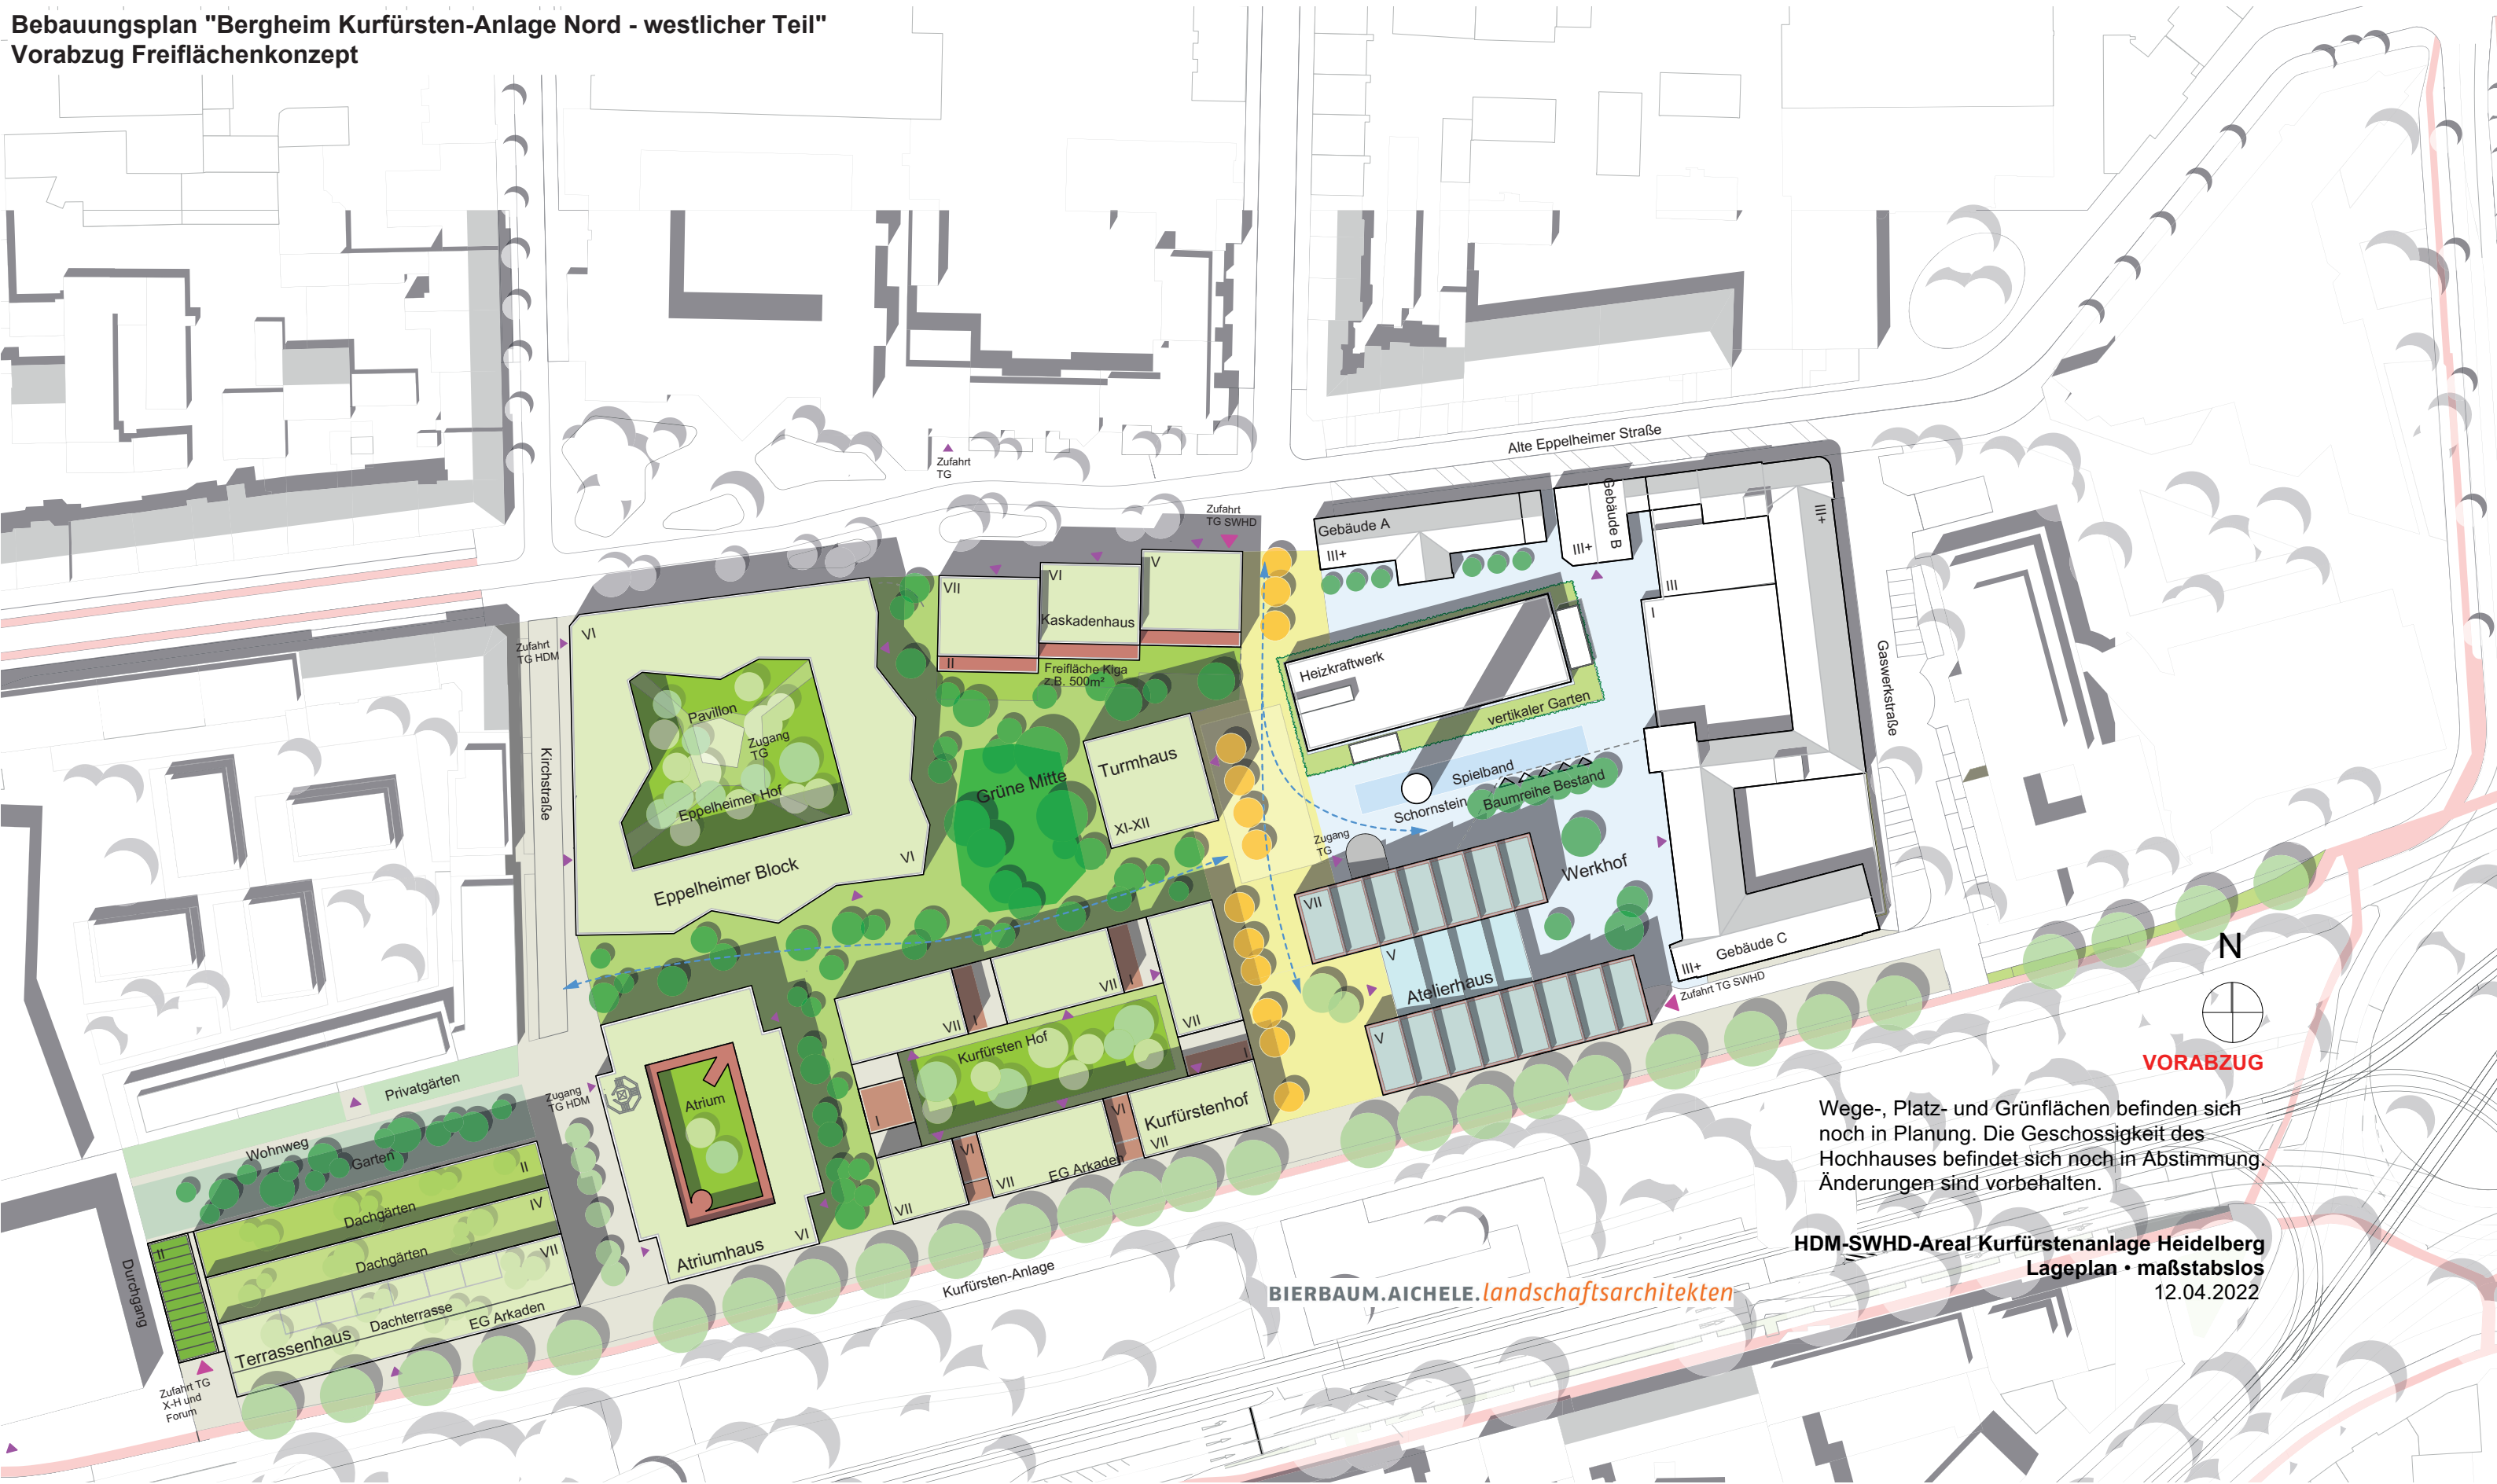 Bebauungsplan "Bergheim Kurfürsten-Anlage Nord - westlicher Teil"
Vorabzug Freiflächenkonzept
Alte Eppelheimer Straße
Zufahrt
TG
Zufahrt
TG SWHD
Gebäude A
III+
Gebäude B
III+
III+
III
I
VII
VI
V
Kaskadenhaus
II
Freifläche Kiga
z.B. 500m²
VI
Zufahrt
TG HDM
Kirchstraße
Pavillon
Zugang
TG
Eppelheimer Hof
VI
Eppelheimer Block
Grüne Mitte
Turmhaus
XI-XII
Heizkraftwerk
vertikaler Garten
Spielband
Schornstein
Baumreihe Bestand
Gaswerkstraße
Zugang
TG
Werkhof
VII
V
Atelierhaus
V
Gebäude C
III+
Zufahrt TG SWHD
N
VORABZUG
VII
I
VII
I
VII
Kurfürsten Hof
I
I
VI
VI
Kurfürstenhof
VII
EG Arkaden
VII
VII
Privatgärten
Zugang
TG HDM
Atrium
Atriumhaus
VI
Wohnweg
Garten
II
Dachgärten
IV
Dachgärten
VII
II
Dachterrasse
EG Arkaden
Terrassenhaus
Durchgang
Zufahrt TG
X-H und
Forum
Kurfürsten-Anlage
Wege-, Platz- und Grünflächen befinden sich
noch in Planung. Die Geschossigkeit des
Hochhauses befindet sich noch in Abstimmung.
Änderungen sind vorbehalten.
HDM-SWHD-Areal Kurfürstenanlage Heidelberg
Lageplan • maßstabslos
12.04.2022
BIERBAUM.AICHELE.landschaftsarchitekten